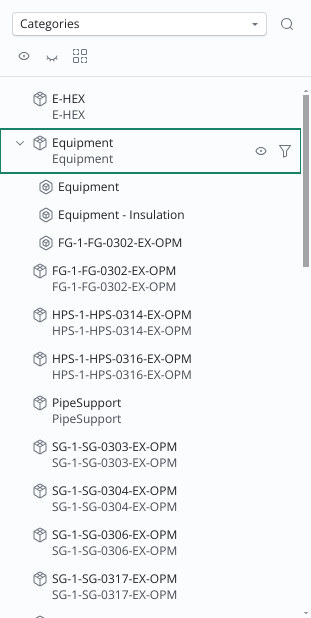 Categories
E-HEX
E-HEX
Equipment
Equipment
Equipment
Equipment - Insulation
FG-1-FG-0302-EX-OPM
FG-1-FG-0302-EX-OPM
FG-1-FG-0302-EX-OPM
HPS-1-HPS-0314-EX-OPM
HPS-1-HPS-0314-EX-OPM
HPS-1-HPS-0316-EX-OPM
HPS-1-HPS-0316-EX-OPM
PipeSupport
PipeSupport
SG-1-SG-0303-EX-OPM
SG-1-SG-0303-EX-OPM
SG-1-SG-0304-EX-OPM
SG-1-SG-0304-EX-OPM
SG-1-SG-0306-EX-OPM
SG-1-SG-0306-EX-OPM
SG-1-SG-0317-EX-OPM
SG-1-SG-0317-EX-OPM